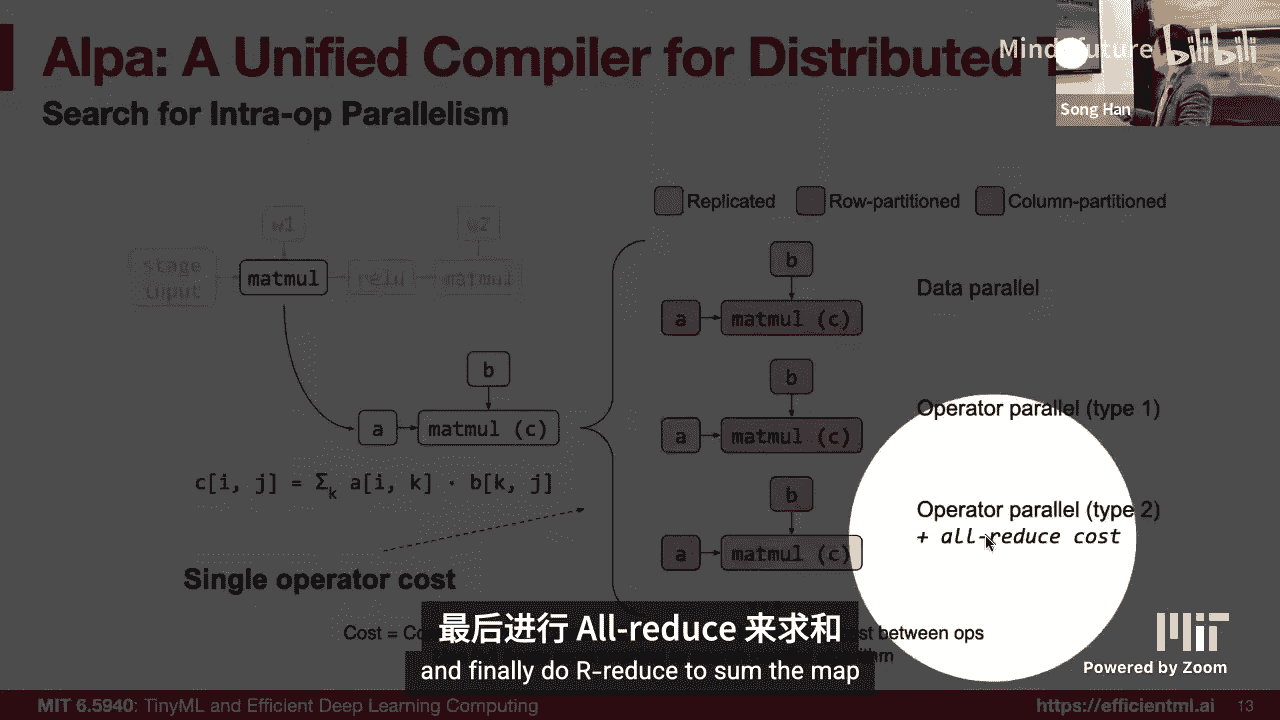 Alpa: A Unified Compiler for Distributed T
Mind future bilibili
Search for Intra-op Parallelism
Song Han
Replicated Row-partitioned Column-partitioned
w1
w2
stage
input
matmul
relu
matmul
b
a
matmul (c)
Data parallel
b
a
matmul (c)
b
a
matmul (c)
Operator parallel (type 1)
c[i, j] = Σk a[i, k] · b[k, j]
b
a
matmul (c)
Operator parallel (type 2)
+ all-reduce cost
Single operator cost
Cost = st between ops
最后进行 All-reduce 来求和
and finally do R-reduce to sum the map
MIT
Powered by Zoom
MIT 6.5940: TinyML and Efficient Deep Learning Computing
https://efficientml.ai
13